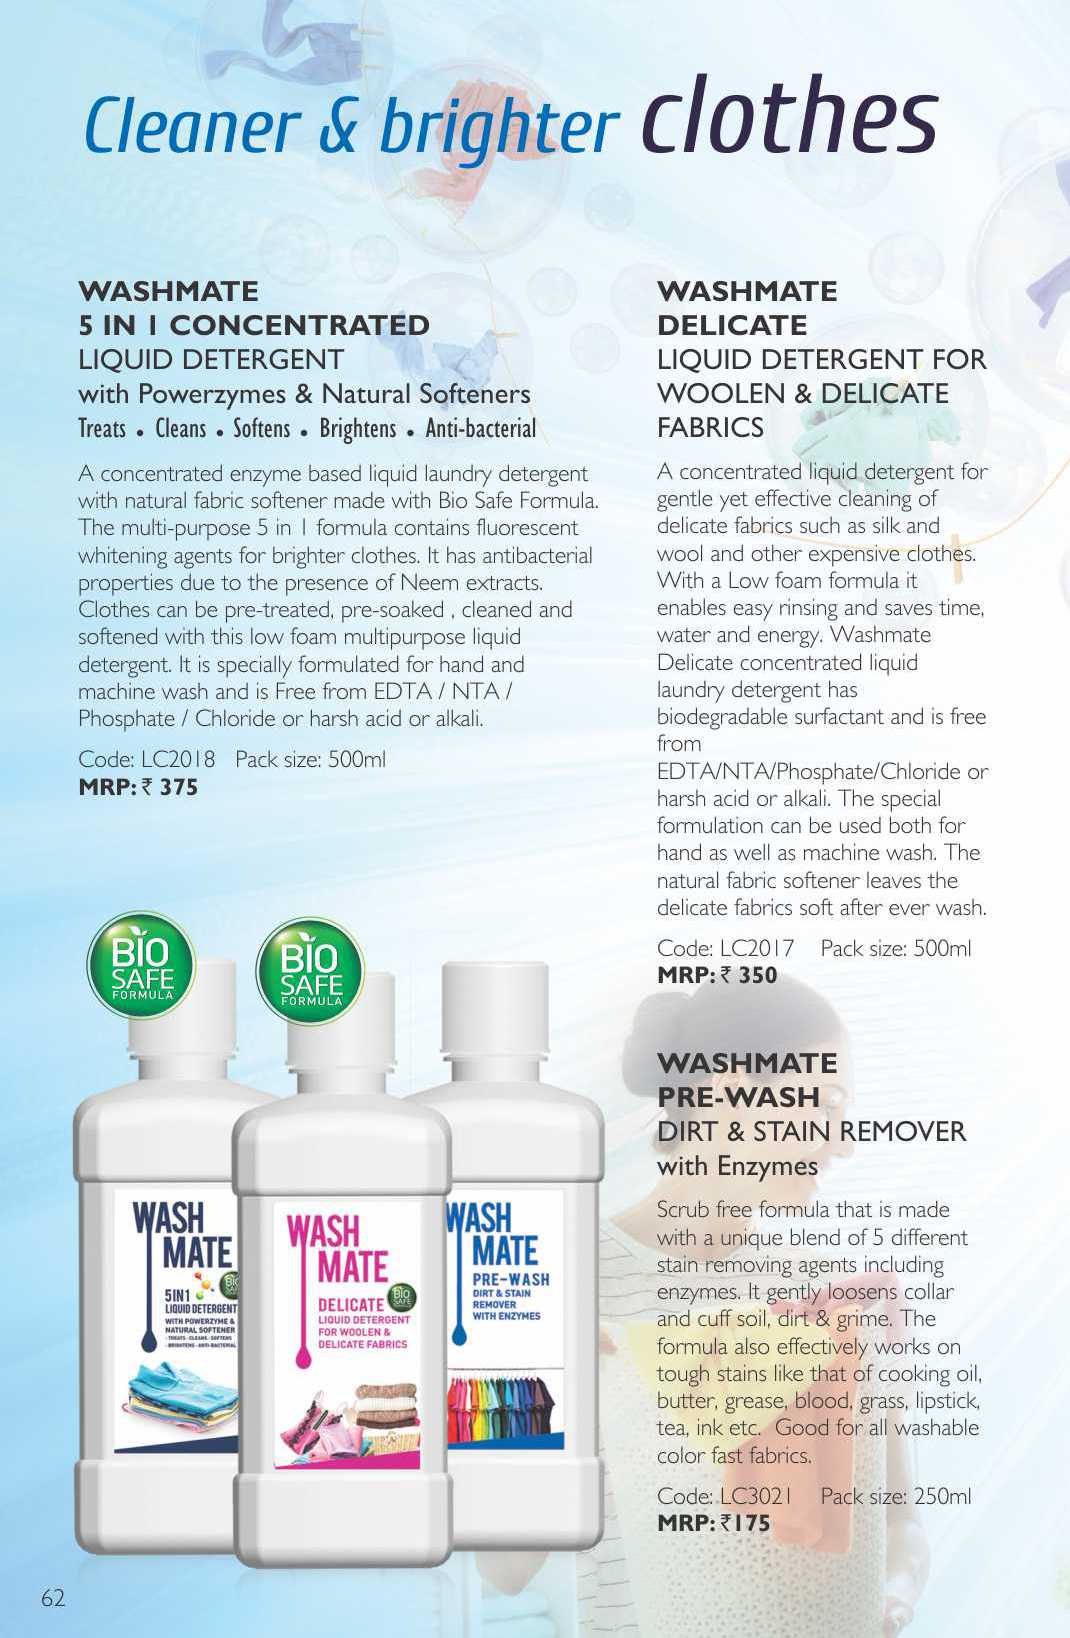 Cleaner & brighter clothes
WASHMATE
5 IN 1 CONCENTRATED
LIQUID DETERGENT
with Powerzymes & Natural Softeners
Treats • Cleans • Softens • Brightens • Anti-bacterial
A concentrated enzyme based liquid laundry detergent
with natural fabric softener made with Bio Safe Formula.
The multi-purpose 5 in 1 formula contains fluorescent
whitening agents for brighter clothes. It has antibacterial
properties due to the presence of Neem extracts.
Clothes can be pre-treated, pre-soaked , cleaned and
softened with this low foam multipurpose liquid
detergent. It is specially formulated for hand and
machine wash and is Free from EDTA / NTA /
Phosphate / Chloride or harsh acid or alkali.
Code: LC2018 Pack size: 500ml
MRP: ₹ 375
WASHMATE
DELICATE
LIQUID DETERGENT FOR
WOOLEN & DELICATE
FABRICS
A concentrated liquid detergent for
gentle yet effective cleaning of
delicate fabrics such as silk and
wool and other expensive clothes.
With a Low foam formula it
enables easy rinsing and saves time,
water and energy. Washmate
Delicate concentrated liquid
laundry detergent has
biodegradable surfactant and is free
from
EDTA/NTA/Phosphate/Chloride or
harsh acid or alkali. The special
formulation can be used both for
hand as well as machine wash. The
natural fabric softener leaves the
delicate fabrics soft after ever wash.
Code: LC2017 Pack size: 500ml
MRP: ₹ 350
WASHMATE
PRE-WASH
DIRT & STAIN REMOVER
with Enzymes
Scrub free formula that is made
with a unique blend of 5 different
stain removing agents including
enzymes. It gently loosens collar
and cuff soil, dirt & grime. The
formula also effectively works on
tough stains like that of cooking oil,
butter, grease, blood, grass, lipstick,
tea, ink etc. Good for all washable
color fast fabrics.
Code: LC3021 Pack size: 250ml
MRP: ₹175
BIO
SAFE
FORMULA
BIO
SAFE
FORMULA
WASH
MATE
5IN1
LIQUID DETERGENT
WITH POWERZYME &
NATURAL SOFTENER
- TREATS - CLEANS - SOFTENS
- BRIGHTENS - ANTI-BACTERIAL
WASH
MATE
DELICATE
BIO
SAFE
LIQUID DETERGENT
FOR WOOLEN &
DELICATE FABRICS
WASH
MATE
PRE-WASH
DIRT & STAIN
REMOVER
WITH ENZYMES
62